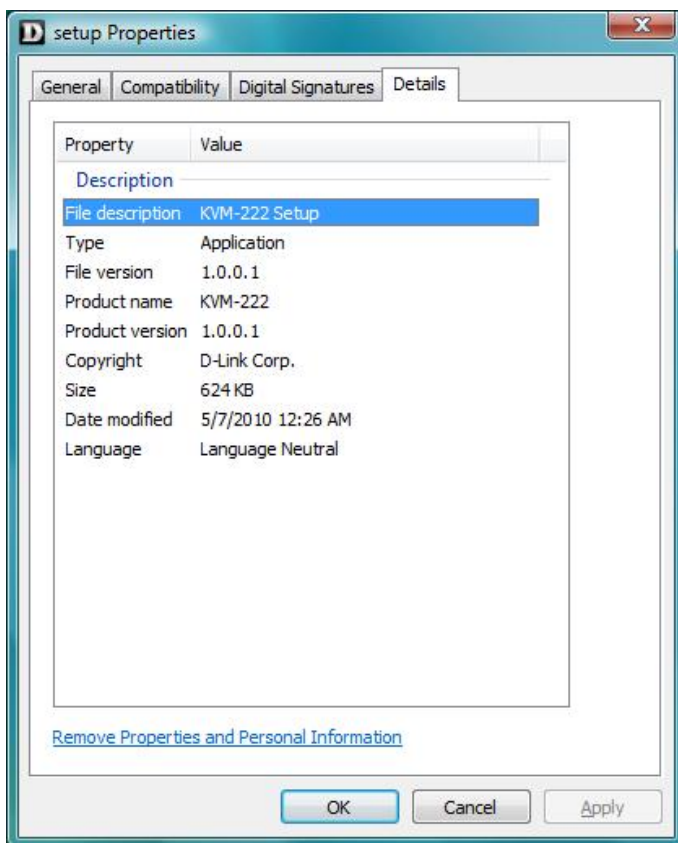 D setup Properties
General Compatibility Digital Signatures Details
Property Value
Description
File description KVM-222 Setup
Type Application
File version 1.0.0.1
Product name KVM-222
Product version 1.0.0.1
Copyright D-Link Corp.
Size 624 KB
Date modified 5/7/2010 12:26 AM
Language Language Neutral
Remove Properties and Personal Information
OK Cancel Apply